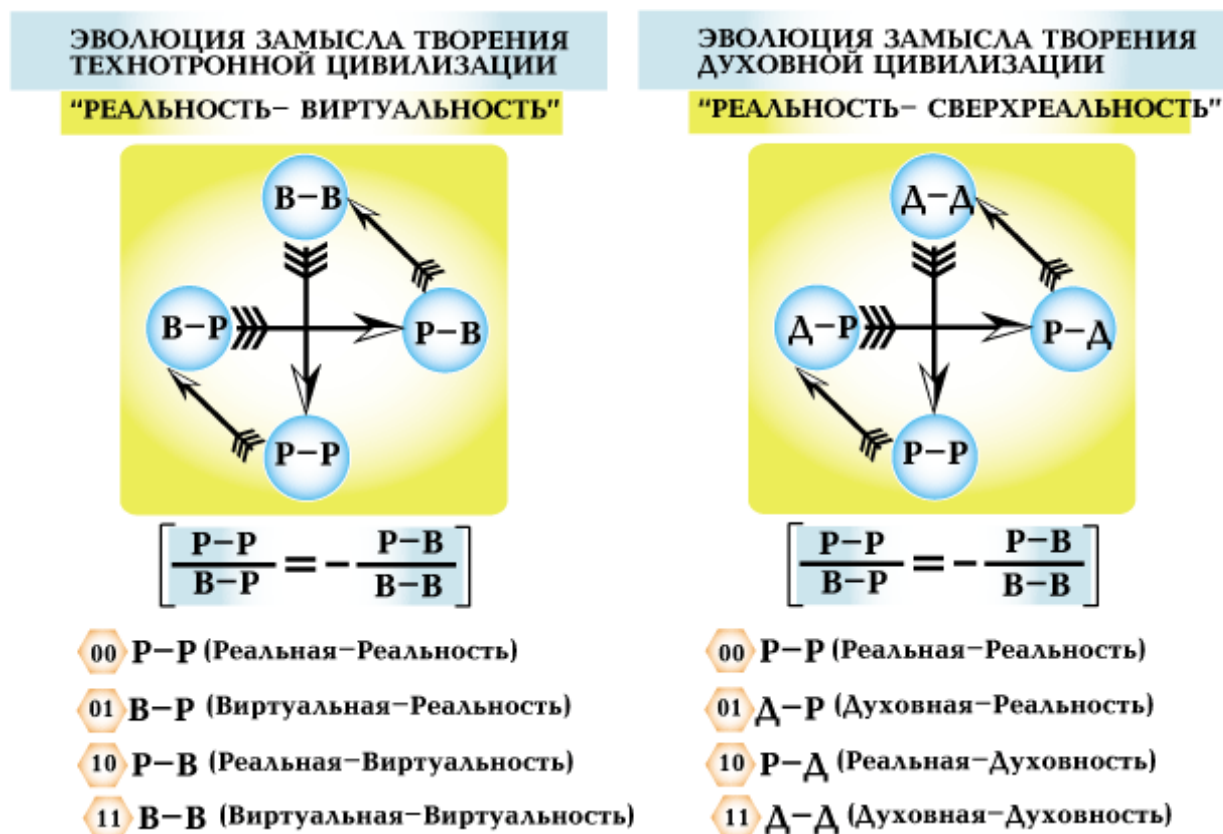 ЭВОЛЮЦИЯ ЗАМЫСЛА ТВОРЕНИЯ
ТЕХНОТРОННОЙ ЦИВИЛИЗАЦИИ
“РЕАЛЬНОСТЬ– ВИРТУАЛЬНОСТЬ”
В–В
В–Р
Р–В
Р–Р
Р–Р = – Р–В
В–Р В–В
00 Р–Р (Реальная–Реальность)
01 В–Р (Виртуальная–Реальность)
10 Р–В (Реальная–Виртуальность)
11 В–В (Виртуальная–Виртуальность)
ЭВОЛЮЦИЯ ЗАМЫСЛА ТВОРЕНИЯ
ДУХОВНОЙ ЦИВИЛИЗАЦИИ
“РЕАЛЬНОСТЬ– СВЕРХРЕАЛЬНОСТЬ”
Д–Д
Д–Р
Р–Д
Р–Р
Р–Р = – Р–В
В–Р В–В
00 Р–Р (Реальная–Реальность)
01 Д–Р (Духовная–Реальность)
10 Р–Д (Реальная–Духовность)
11 Д–Д (Духовная–Духовность)